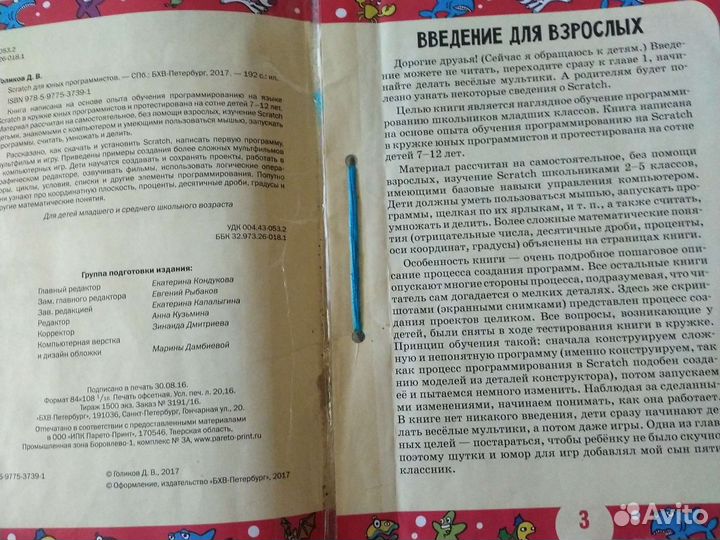 053.2
26-018.1
Голиков Д. В.
Scratch для юных программистов. — СПб.: БХВ-Петербург, 2017. — 192 с.: ил.
ISBN 978-5-9775-3739-1
Книга написана на основе опыта обучения программированию на языке
Scratch в кружке юных программистов и протестирована на сотне детей 7–12 лет.
Материал рассчитан на самостоятельное, без помощи взрослых, изучение Scratch
детьми, знакомыми с компьютером и умеющими пользоваться мышью, запускать
программы, считать, умножать и делить.
Рассказано, как скачать и установить Scratch, написать первую программу,
мультфильм и игру. Приведены примеры создания более сложных мультфильмов
и компьютерных игр. Дети научатся создавать и сохранять проекты, работать в
графическом редакторе, озвучивать фильмы, использовать логические опера-
торы, циклы, условия, списки и другие элементы программирования. Попутно
они узнают про координатную плоскость, проценты, десятичные дроби, градусы и
другие математические понятия.
Для детей младшего и среднего школьного возраста
УДК 004.43-053.2
ББК 32.973.26-018.1
Группа подготовки издания:
Главный редактор Екатерина Кондукова
Зам. главного редактора Евгений Рыбаков
Зав. редакцией Екатерина Капалыгина
Редактор Анна Кузьмина
Корректор Зинаида Дмитриева
Компьютерная верстка
и дизайн обложки Марины Дамбиевой
Подписано в печать 30.08.16.
Формат 84×108 1/16. Печать офсетная. Усл. печ. л. 20,16.
Тираж 1500 экз. Заказ № 3191/16.
«БХВ-Петербург», 191036, Санкт-Петербург, Гончарная ул., 20.
Отпечатано в соответствии с предоставленными материалами
в ООО «ИПК Парето-Принт», 170546, Тверская область,
Промышленная зона Боровлево-1, комплекс № 3А, www.pareto-print.ru
5-9775-3739-1
© Голиков Д. В., 2017
© Оформление, издательство «БХВ-Петербург», 2017
ВВЕДЕНИЕ ДЛЯ ВЗРОСЛЫХ
Дорогие друзья! (Сейчас я обращаюсь к детям.) Введе-
ние можете не читать, переходите сразу к главе 1, начи-
найте делать весёлые мультики. А родителям будет по-
лезно узнать некоторые сведения о Scratch.
Целью книги является наглядное обучение программи-
рованию школьников младших классов. Книга написана
на основе опыта обучения программированию на Scratch
в кружке юных программистов и протестирована на сотне
детей 7–12 лет.
Материал рассчитан на самостоятельное, без помощи
взрослых, изучение Scratch школьниками 2–5 классов,
имеющими базовые навыки управления компьютером.
Дети должны уметь пользоваться мышью, запускать про-
граммы, щелкая по их ярлыкам, и т. п., а также считать,
умножать и делить. Более сложные математические поня-
тия (отрицательные числа, десятичные дроби, проценты,
оси координат, градусы) объяснены на страницах книги.
Особенность книги — очень подробное пошаговое опи-
сание процесса создания программ. Все остальные книги
опускают многие стороны процесса, подразумевая, что чи-
татель сам догадается о мелких деталях. Здесь же скрин-
шотами (экранными снимками) представлен процесс соз-
дания проектов целиком. Все вопросы, возникающие у
детей, были сняты в ходе тестирования книги в кружке.
Принцип обучения такой: сначала конструируем слож-
ную и непонятную программу (именно конструируем, так
как процесс программирования в Scratch подобен созда-
нию моделей из деталей конструктора), потом запускаем
её и пытаемся немного изменить. Наблюдая за сделанны-
ми изменениями, начинаем понимать, как она работает.
В книге нет никакого введения, дети сразу начинают де-
лать весёлые мультики, а потом даже игры. Одна из глав-
ных целей — постараться, чтобы ребёнку не было скучно,
поэтому шутки и юмор для игр добавлял мой сын пяти-
классник.
3
Avito